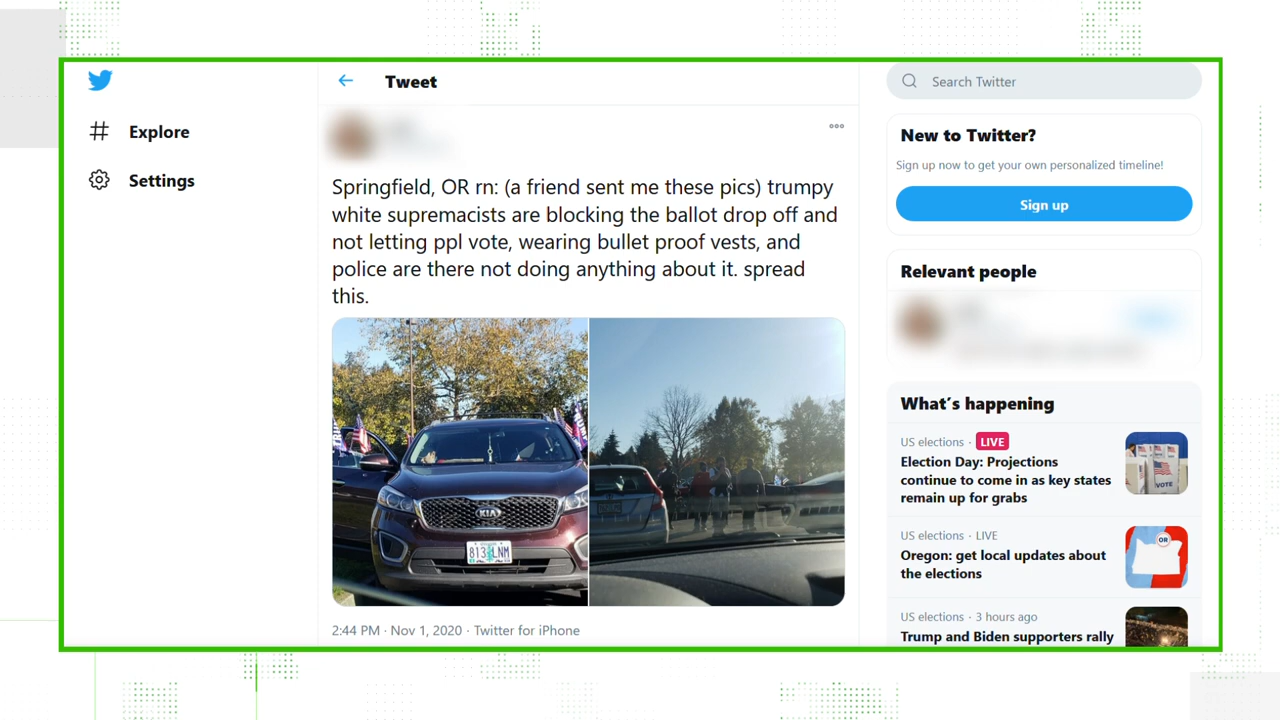 Tweet
Search Twitter
Explore
Settings
New to Twitter?
Sign up now to get your own personalized timeline!
Sign up
Springfield, OR rn: (a friend sent me these pics) trumpy
white supremacists are blocking the ballot drop off and
not letting ppl vote, wearing bullet proof vests, and
police are there not doing anything about it. spread
this.
KIA
813 LNM
2:44 PM · Nov 1, 2020 · Twitter for iPhone
Relevant people
What's happening
US elections · LIVE
Election Day: Projections
continue to come in as key states
remain up for grabs
VOTE
US elections · LIVE
Oregon: get local updates about
the elections
OR
US elections · 3 hours ago
Trump and Biden supporters rally